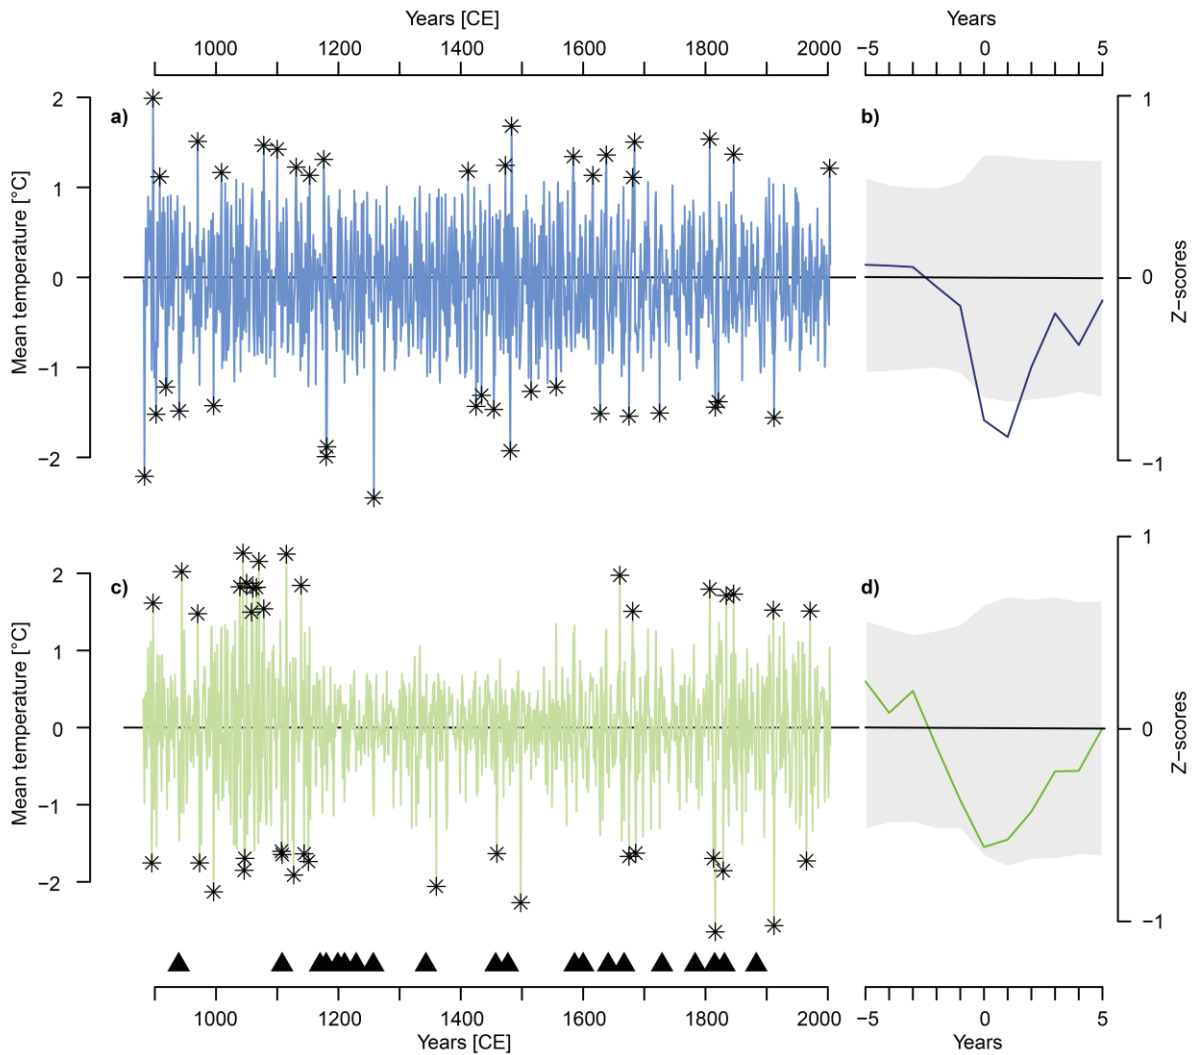 Years [CE]
Years
1000 1200 1400 1600 1800 2000
−5 0 5
a)
b)
2
1
0
−1
−2
Mean temperature [°C]
1
0
−1
Z−scores
c)
d)
2
1
0
−1
−2
Mean temperature [°C]
1
0
−1
Z−scores
1000 1200 1400 1600 1800 2000
−5 0 5
Years [CE]
Years